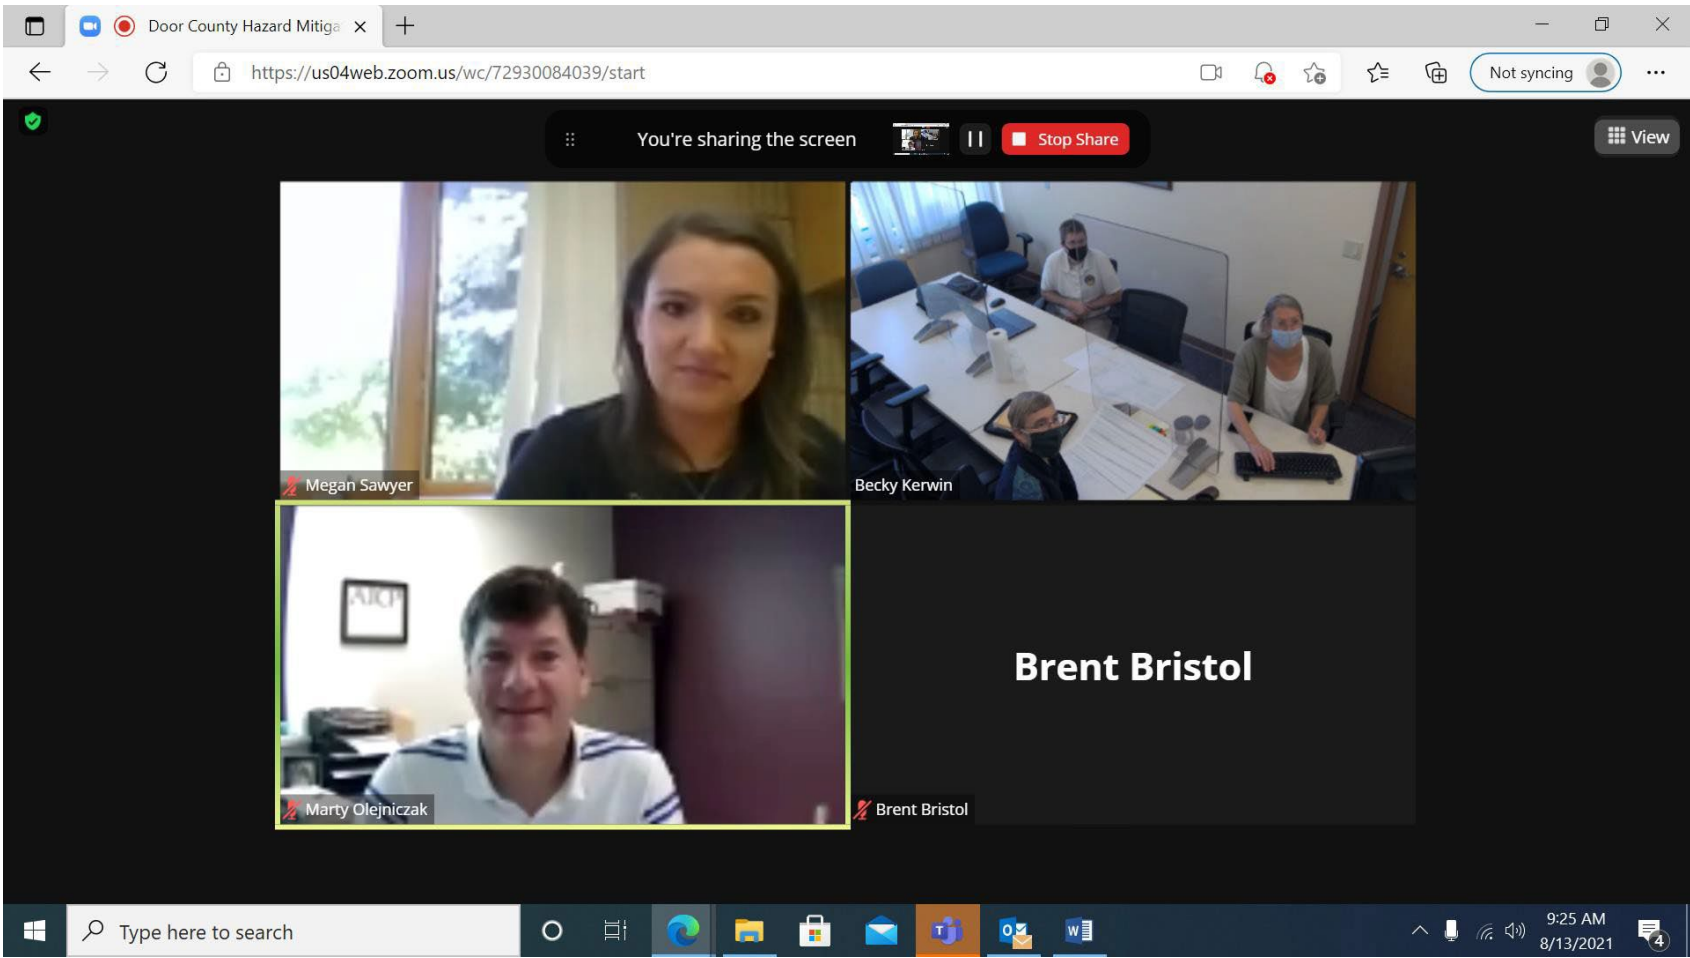 Door County Hazard Mitiga
https://us04web.zoom.us/wc/72930084039/start
Not syncing
You're sharing the screen
Stop Share
View
Megan Sawyer
Becky Kerwin
AICP
Marty Olejniczak
Brent Bristol
Brent Bristol
Type here to search
9:25 AM
8/13/2021
4